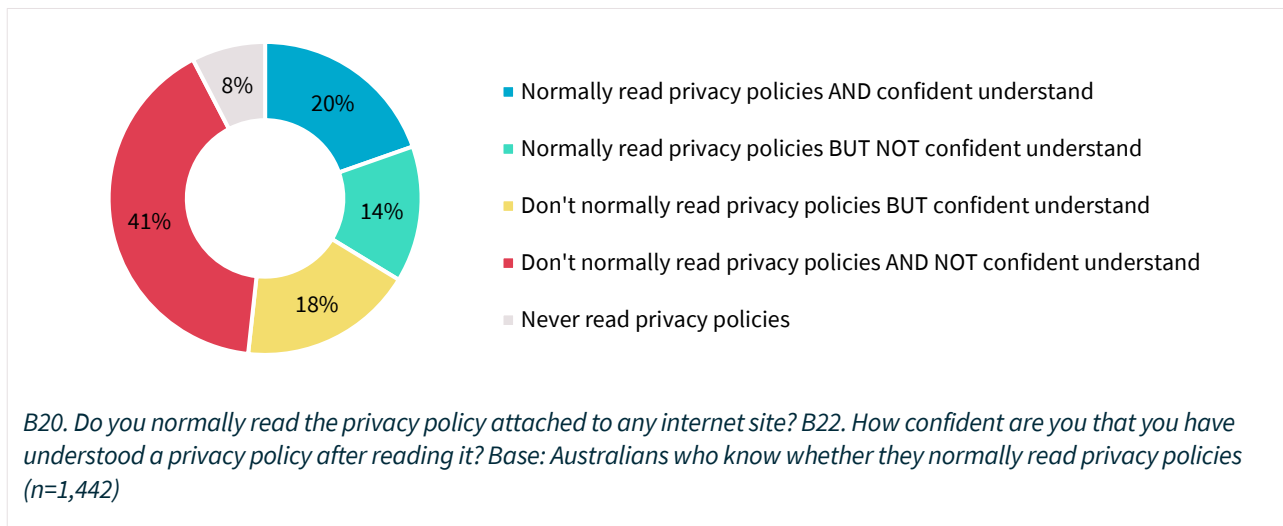 8%
20%
Normally read privacy policies AND confident understand
Normally read privacy policies BUT NOT confident understand
14%
Don't normally read privacy policies BUT confident understand
41%
Don't normally read privacy policies AND NOT confident understand
18%
Never read privacy policies
B20. Do you normally read the privacy policy attached to any internet site? B22. How confident are you that you have
understood a privacy policy after reading it? Base: Australians who know whether they normally read privacy policies
(n=1,442)